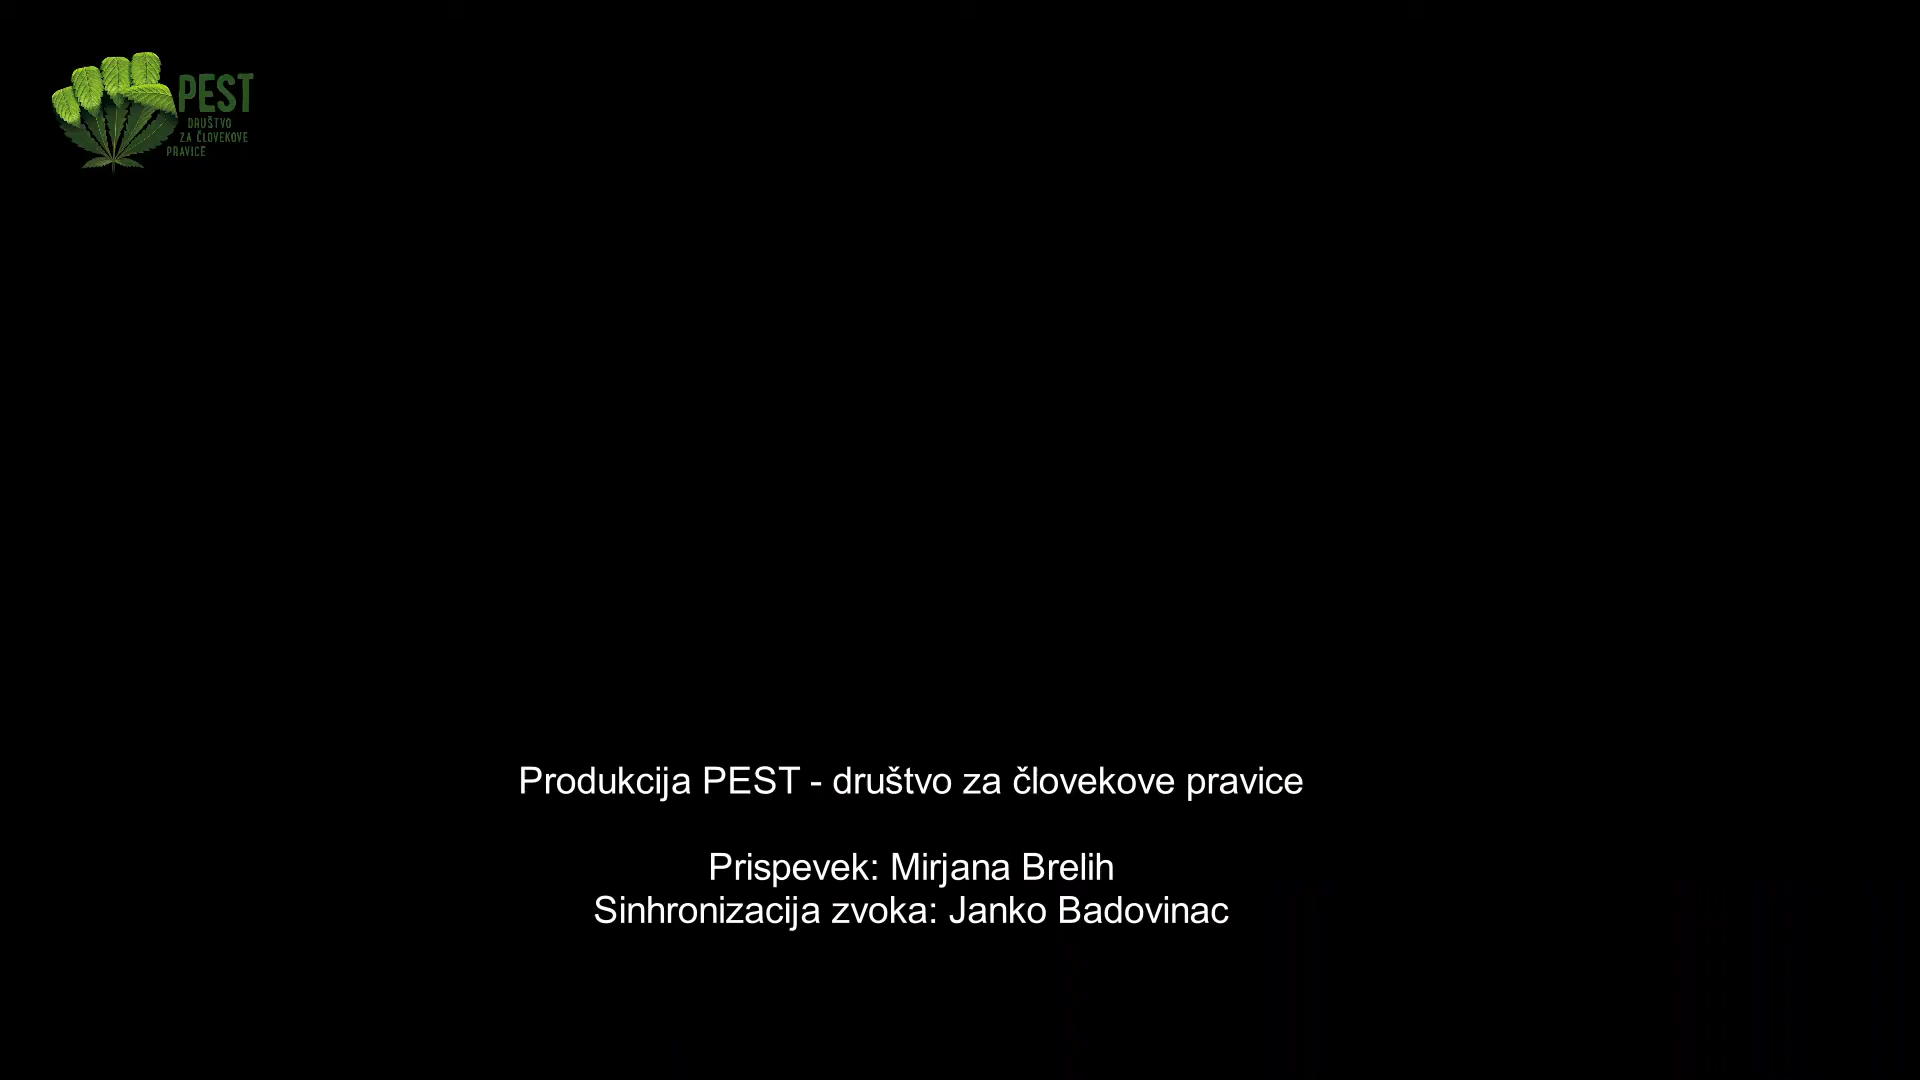 PEST
DRUŠTVO
ZA ČLOVEKOVE
PRAVICE
Produkcija PEST - društvo za človekove pravice
Prispevek: Mirjana Brelih
Sinhronizacija zvoka: Janko Badovinac